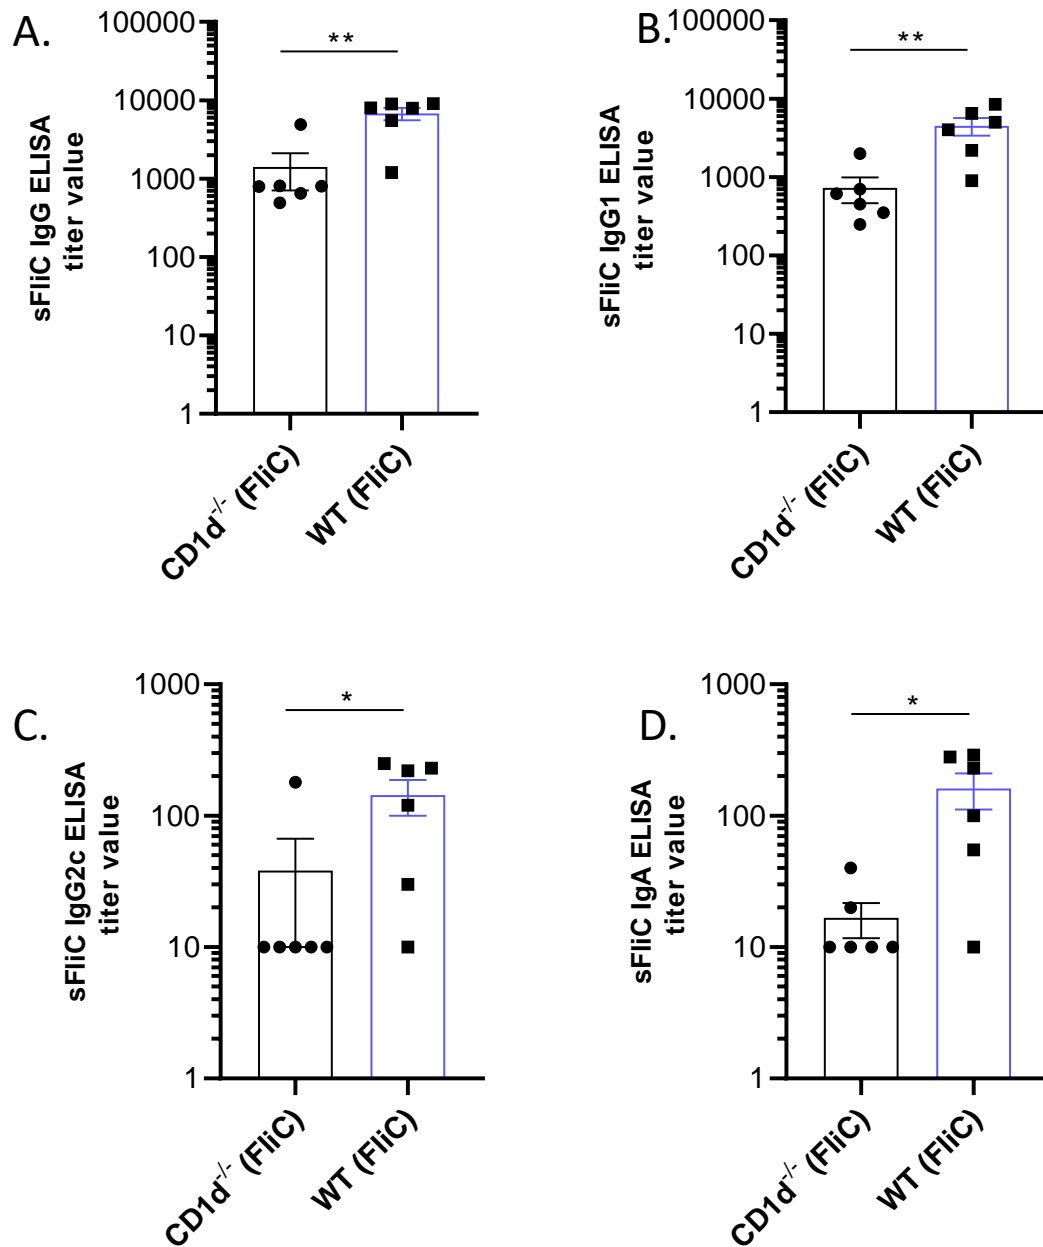 A.
100000
10000
1000
100
10
1
sFliC IgG ELISA
titer value
**
CD1d-/- (FliC)
WT (FliC)
B.
100000
10000
1000
100
10
1
sFliC IgG1 ELISA
titer value
**
CD1d-/- (FliC)
WT (FliC)
C.
1000
100
10
1
sFliC IgG2c ELISA
titer value
*
CD1d-/- (FliC)
WT (FliC)
D.
1000
100
10
1
sFliC IgA ELISA
titer value
*
CD1d-/- (FliC)
WT (FliC)